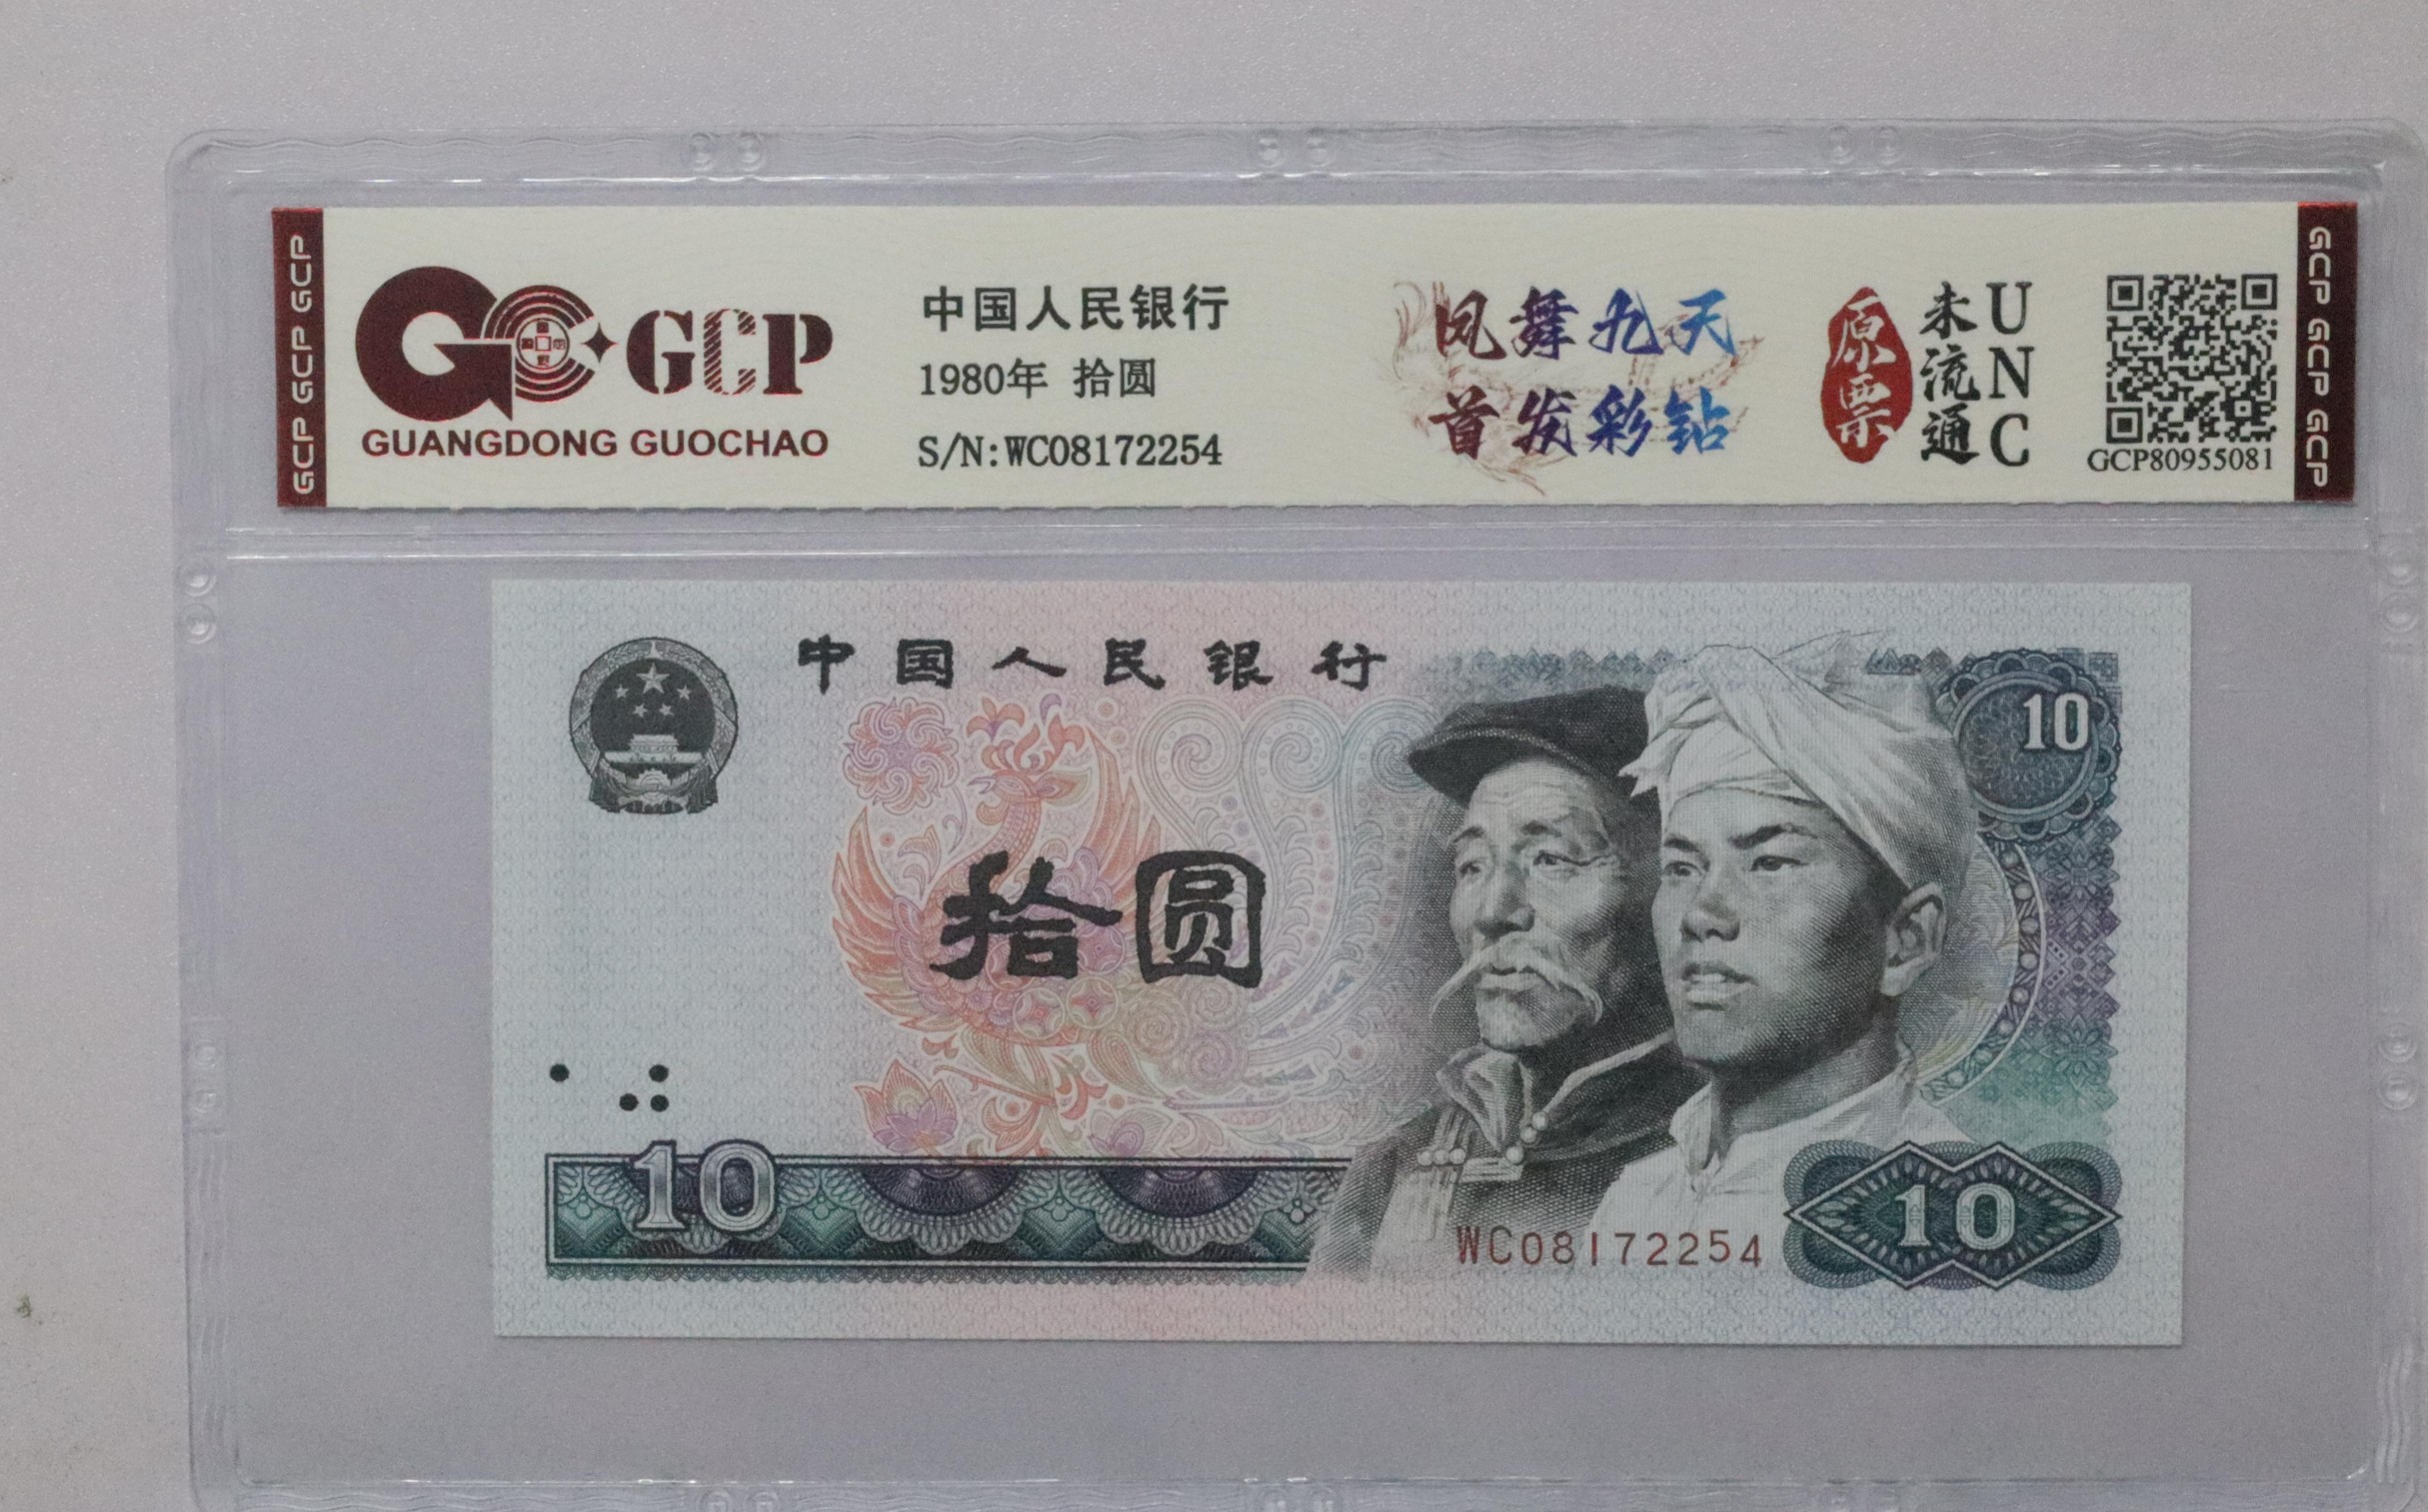 GCP GCP GCP
GCP
GUANGDONG GUOCHAO
中国人民银行
1980年 拾圆
S/N:WC08172254
凤舞九天
首发彩钻
原票
未流通
UNC
GCP80955081
GCP GCP GCP
中国人民银行
10
拾圆
10
WC08172254
10